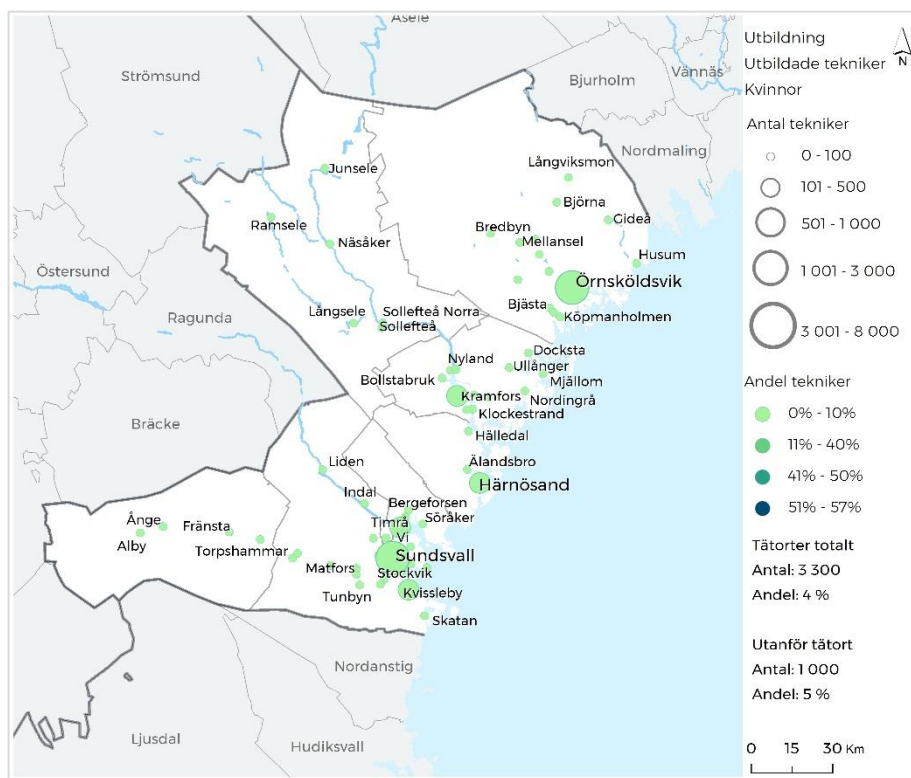 Åsele
Strömsund
Bjurholm
Vännäs
Nordmaling
Långviksmon
Junsele
Björna
Gideå
Ramsele
Bredbyn
Mellansel
Näsåker
Husum
Östersund
Örnsköldsvik
Ragunda
Långsele
Sollefteå Norra
Sollefteå
Bjästa
Köpmanholmen
Nyland
Docksta
Ullånger
Bollstabruk
Mjällom
Kramfors
Nordingrå
Klockestrand
Bräcke
Hälledal
Liden
Älandsbro
Härnösand
Indal
Bergeforsen
Ånge
Fränsta
Timrå
Söråker
Alby
Vi
Torpshammar
Sundsvall
Matfors
Stockvik
Tunbyn
Kvissleby
Skatan
Nordanstig
Ljusdal
Hudiksvall
Utbildning
Utbildade tekniker
Kvinnor
N
Antal tekniker
0 - 100
101 - 500
501 - 1 000
1 001 - 3 000
3 001 - 8 000
Andel tekniker
0% - 10%
11% - 40%
41% - 50%
51% - 57%
Tätorter totalt
Antal: 3 300
Andel: 4 %
Utanför tätort
Antal: 1 000
Andel: 5 %
0 15 30 Km